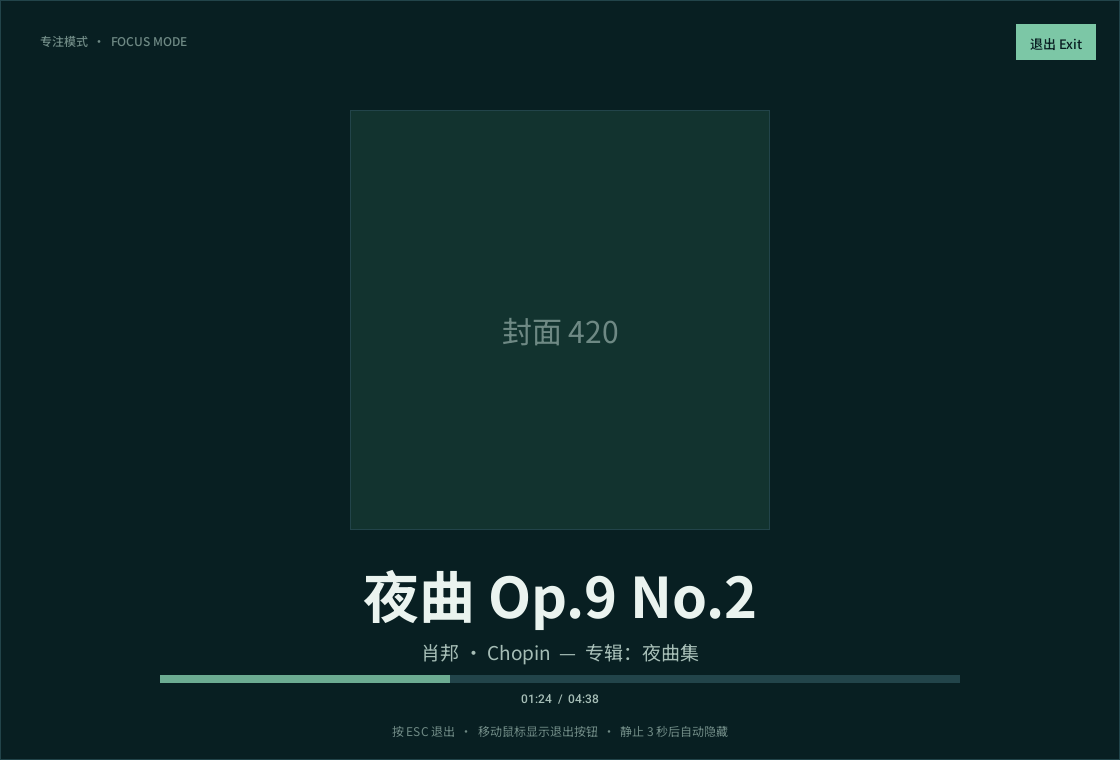 专注模式 · FOCUS MODE
退出 Exit
封面 420
夜曲 Op.9 No.2
肖邦 · Chopin — 专辑：夜曲集
01:24 / 04:38
按 ESC 退出 · 移动鼠标显示退出按钮 · 静止 3 秒后自动隐藏